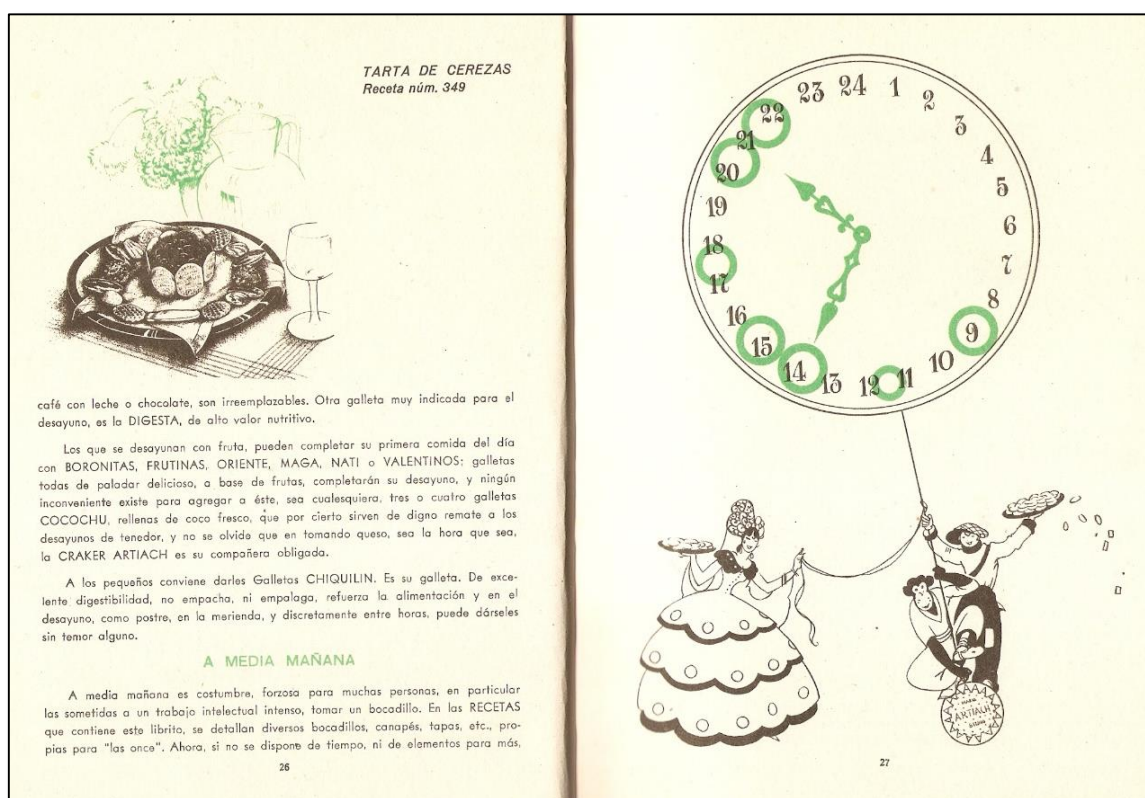 TARTA DE CEREZAS
Receta núm. 349
café con leche o chocolate, son irreemplazables. Otra galleta muy indicada para el
desayuno, es la DIGESTA, de alto valor nutritivo.
Los que se desayunan con fruta, pueden completar su primera comida del día
con BORONITAS, FRUTINAS, ORIENTE, MAGA, NATI o VALENTINOS: galletas
todas de paladar delicioso, a base de frutas, completarán su desayuno, y ningún
inconveniente existe para agregar a éste, sea cualesquiera, tres o cuatro galletas
COCOCHU, rellenas de coco fresco, que por cierto sirven de digno remate a los
desayunos de tenedor, y no se olvide que en tomando queso, sea la hora que sea,
la CRAKER ARTIACH es su compañera obligada.
A los pequeños conviene darles Galletas CHIQUILIN. Es su galleta. De exce-
lente digestibilidad, no empacha, ni empalaga, refuerza la alimentación y en el
desayuno, como postre, en la merienda, y discretamente entre horas, puede dárseles
sin temor alguno.
A MEDIA MAÑANA
A media mañana es costumbre, forzosa para muchas personas, en particular
las sometidas a un trabajo intelectual intenso, tomar un bocadillo. En las RECETAS
que contiene este librito, se detallan diversos bocadillos, canapés, tapas, etc., pro-
pias para "las once". Ahora, si no se dispone de tiempo, ni de elementos para más,
26
24
1
2
3
4
5
6
7
8
9
10
11
12
13
14
15
16
17
18
19
20
21
22
23
ARTIACH
27